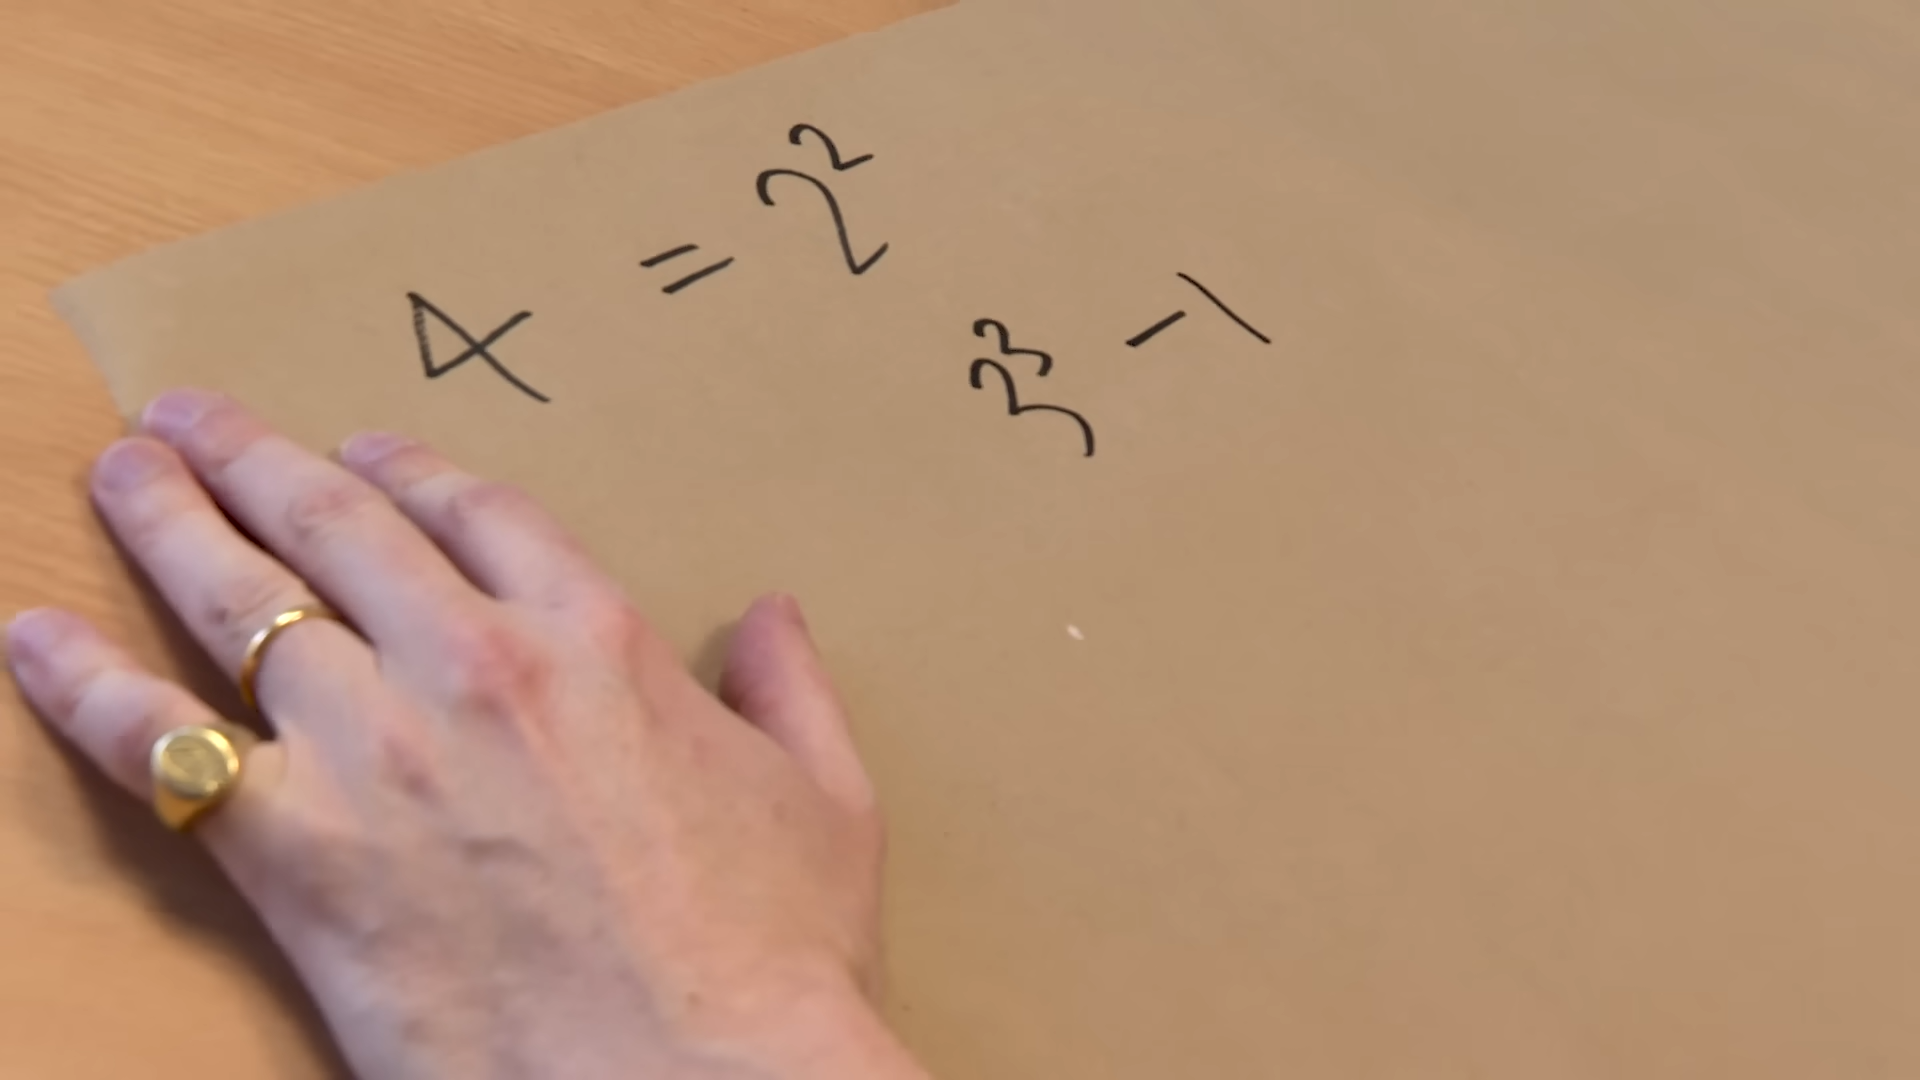 4 = 2²
3³ - 1